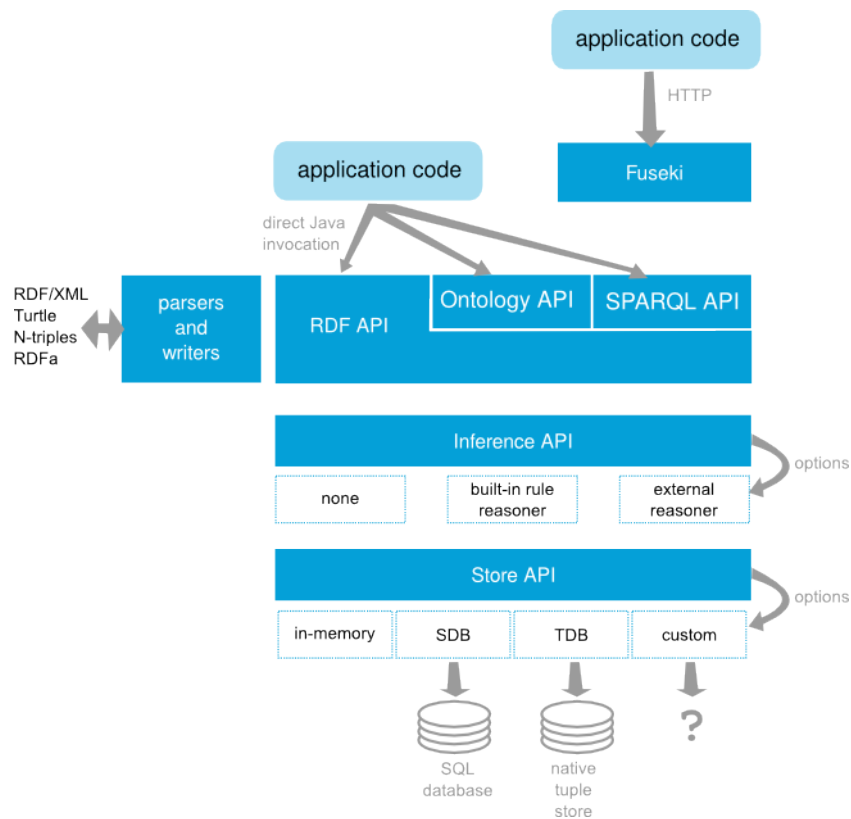 application code
HTTP
Fuseki
application code
direct Java
invocation
RDF/XML
Turtle
N-triples
RDFa
parsers
and
writers
RDF API
Ontology API
SPARQL API
Inference API
options
none
built-in rule
reasoner
external
reasoner
Store API
options
in-memory
SDB
TDB
custom
?
SQL
database
native
tuple
store